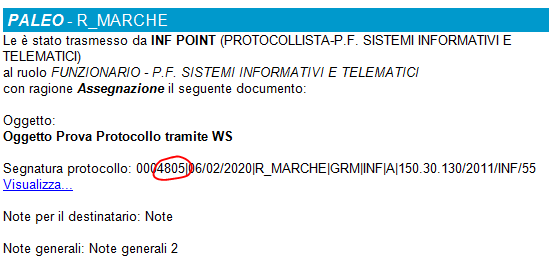 PALEO - R_MARCHE
Le è stato trasmesso da INF POINT (PROTOCOLLISTA-P.F. SISTEMI INFORMATIVI E
TELEMATICI)
al ruolo FUNZIONARIO - P.F. SISTEMI INFORMATIVI E TELEMATICI
con ragione Assegnazione il seguente documento:
Oggetto:
Oggetto Prova Protocollo tramite WS
Segnatura protocollo: 0004805|06/02/2020|R_MARCHE|GRM|INF|A|150.30.130/2011/INF/55
Visualizza...
Note per il destinatario: Note
Note generali: Note generali 2